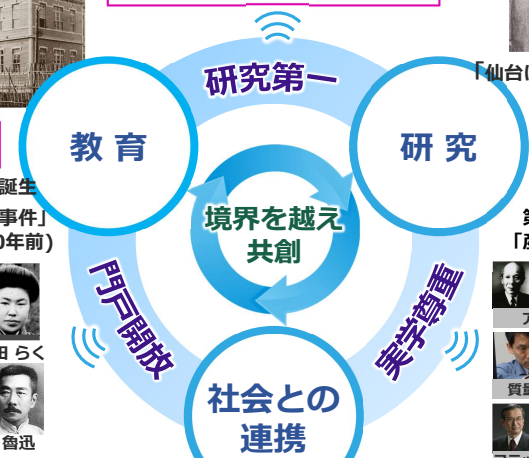 研究第一
「仙台
教 育
研 究
誕生
事件」
0年前)
境界を越え
共創
門戸開放
実学尊重
田 らく
魯迅
社会との
連携